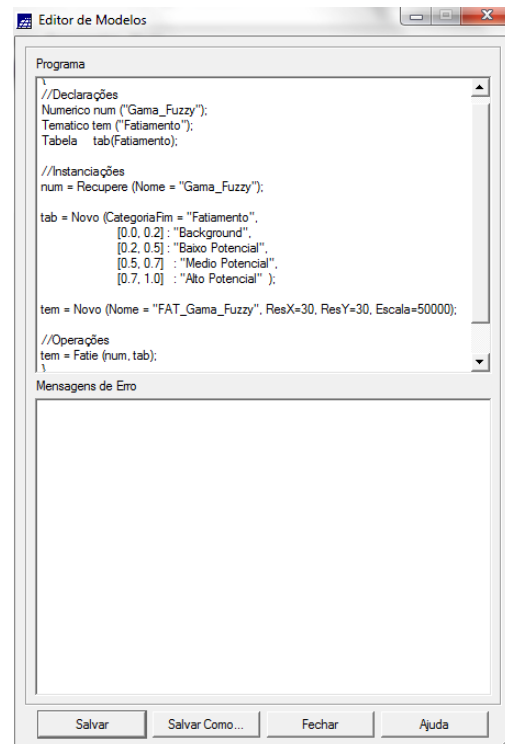 Editor de Modelos
Programa
{
//Declarações
Numerico num ("Gama_Fuzzy");
Tematico tem ("Fatiamento");
Tabela tab(Fatiamento);
//Instanciações
num = Recupere (Nome = "Gama_Fuzzy");
tab = Novo (CategoriaFim = "Fatiamento",
[0.0, 0.2] : "Background",
[0.2, 0.5] : "Baixo Potencial",
[0.5, 0.7] : "Medio Potencial",
[0.7, 1.0] : "Alto Potencial" );
tem = Novo (Nome = "FAT_Gama_Fuzzy", ResX=30, ResY=30, Escala=50000);
//Operações
tem = Fatie (num, tab);
}
Mensagens de Erro
Salvar Salvar Como... Fechar Ajuda